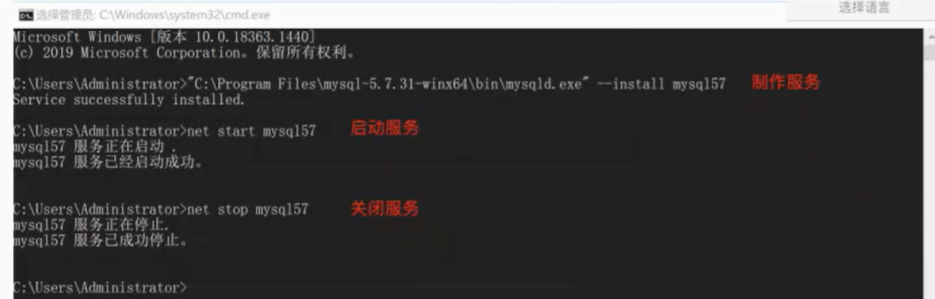 选择管理员: C:\Windows\system32\cmd.exe
选择语言
Microsoft Windows [版本 10.0.18363.1440]
(c) 2019 Microsoft Corporation。保留所有权利。
C:\Users\Administrator>"C:\Program Files\mysql-5.7.31-winx64\bin\mysqld.exe" --install mysql57 制作服务
Service successfully installed.
C:\Users\Administrator>net start mysql57 启动服务
mysql57 服务正在启动 .
mysql57 服务已经启动成功。
C:\Users\Administrator>net stop mysql57 关闭服务
mysql57 服务正在停止.
mysql57 服务已成功停止。
C:\Users\Administrator>